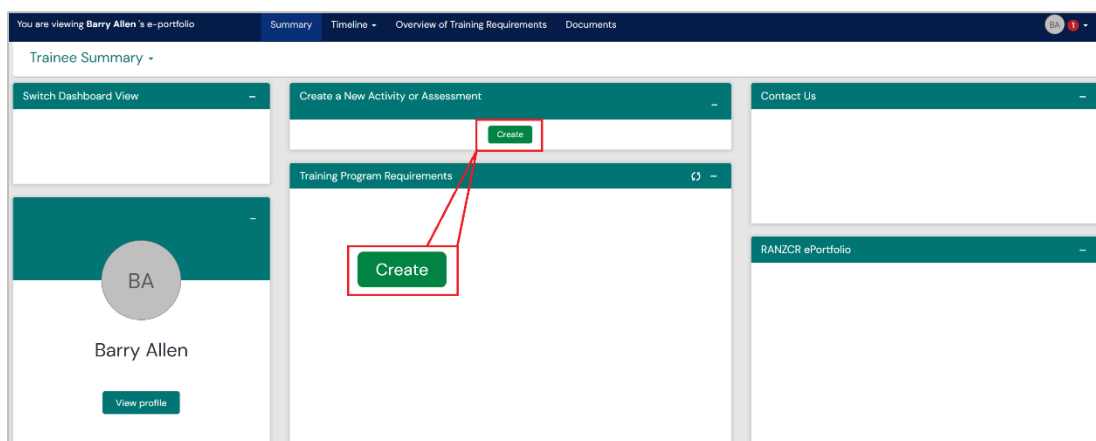 You are viewing Barry Allen 's e-portfolio Summary Timeline Overview of Training Requirements Documents BA 1
Trainee Summary
Switch Dashboard View
Create a New Activity or Assessment
Contact Us
Create
Training Program Requirements
RANZCR ePortfolio
Create
BA
Barry Allen
View profile